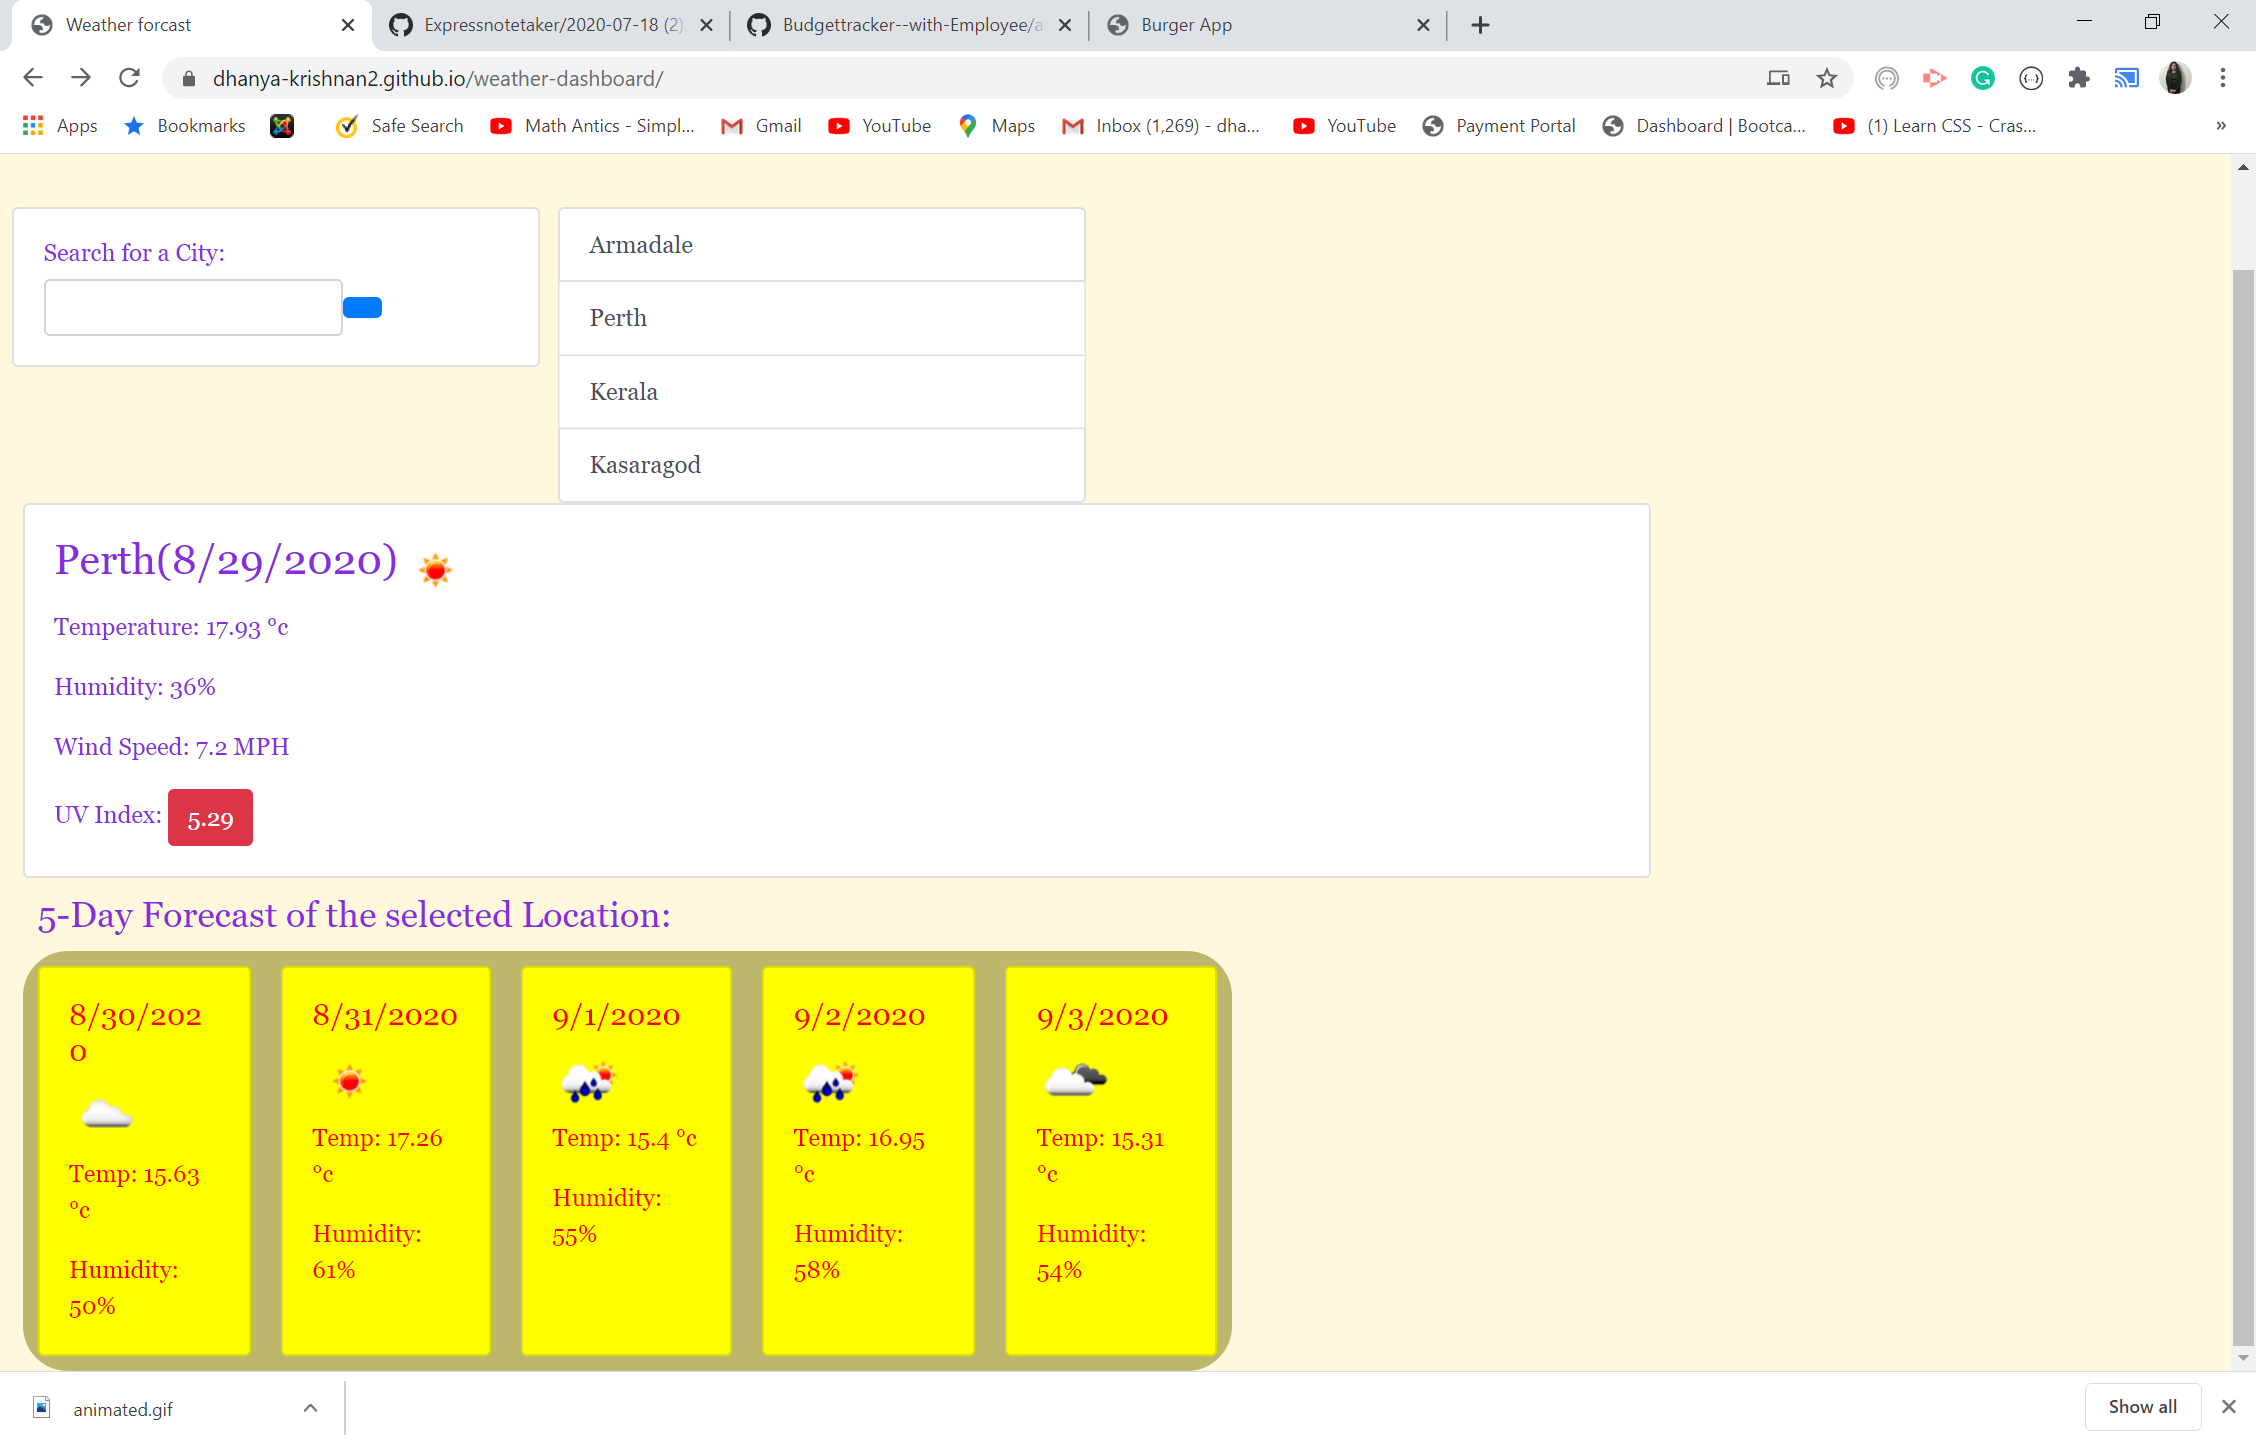 Weather forcast
Expressnotetaker/2020-07-18 (2).
Budgettracker--with-Employee/a
Burger App
dhanya-krishnan2.github.io/weather-dashboard/
Apps
Bookmarks
Safe Search
Math Antics - Simpl...
Gmail
YouTube
Maps
Inbox (1,269) - dha...
YouTube
Payment Portal
Dashboard | Bootca...
(1) Learn CSS - Cras...
»
Search for a City:
Armadale
Perth
Kerala
Kasaragod
Perth(8/29/2020)
Temperature: 17.93 °c
Humidity: 36%
Wind Speed: 7.2 MPH
UV Index: 5.29
5-Day Forecast of the selected Location:
8/30/202
0
Temp: 15.63
°c
Humidity:
50%
8/31/2020
Temp: 17.26
°c
Humidity:
61%
9/1/2020
Temp: 15.4 °c
Humidity:
55%
9/2/2020
Temp: 16.95
°c
Humidity:
58%
9/3/2020
Temp: 15.31
°c
Humidity:
54%
animated.gif
Show all